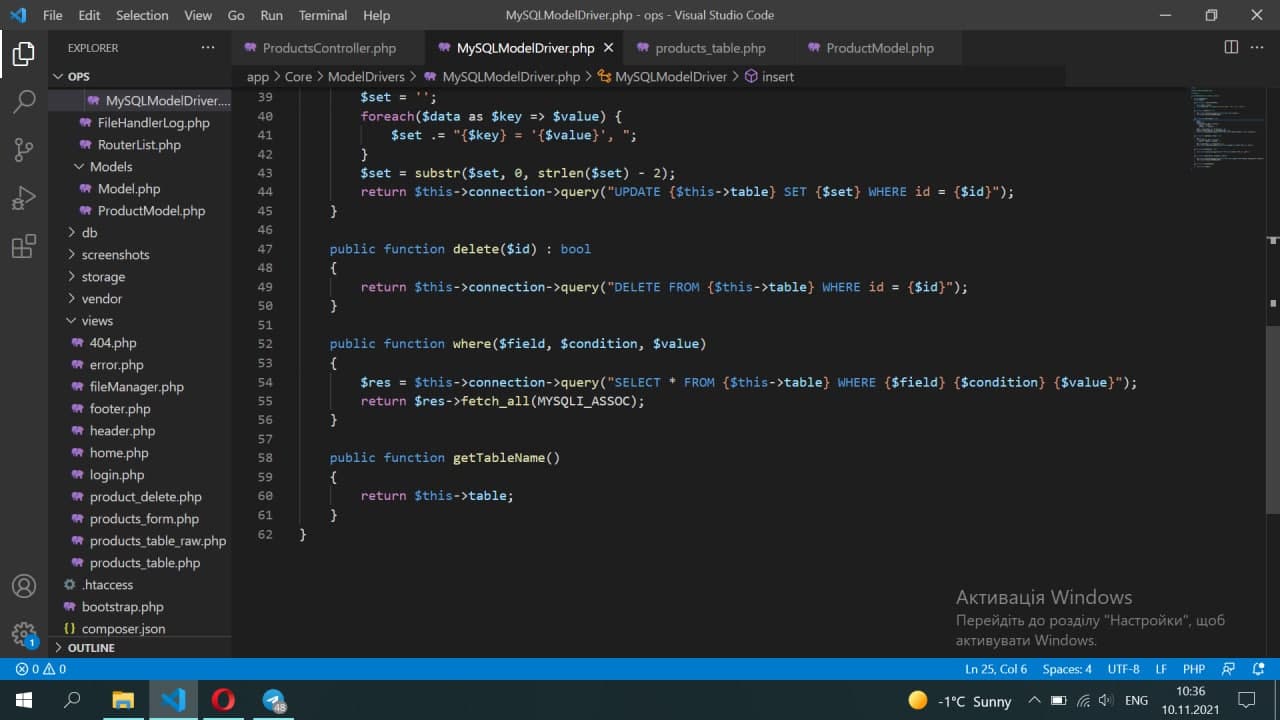 File Edit Selection View Go Run Terminal Help MySQLModelDriver.php - ops - Visual Studio Code
EXPLORER ··· ProductsController.php MySQLModelDriver.php products_table.php ProductModel.php ···
OPS app > Core > ModelDrivers > MySQLModelDriver.php > MySQLModelDriver > insert
MySQLModelDriver....
FileHandlerLog.php
RouterList.php
Models
Model.php
ProductModel.php
db
screenshots
storage
vendor
views
404.php
error.php
fileManager.php
footer.php
header.php
home.php
login.php
product_delete.php
products_form.php
products_table_raw.php
products_table.php
.htaccess
bootstrap.php
{} composer.json
OUTLINE
39 $set = '';
40 foreach($data as $key => $value) {
41 $set .= "{$key} = '{$value}', ";
42
43 $set = substr($set, 0, strlen($set) - 2);
44 return $this->connection->query("UPDATE {$this->table} SET {$set} WHERE id = {$id}");
45 }
46
47 public function delete($id) : bool
48 {
49 return $this->connection->query("DELETE FROM {$this->table} WHERE id = {$id}");
50 }
51
52 public function where($field, $condition, $value)
53 {
54 $res = $this->connection->query("SELECT * FROM {$this->table} WHERE {$field} {$condition} {$value}");
55 return $res->fetch_all(MYSQLI_ASSOC);
56 }
57
58 public function getTableName()
59 {
60 return $this->table;
61 }
62 }
Активація Windows
Перейдіть до розділу "Настройки", щоб
активувати Windows.
1
0 0 Ln 25, Col 6 Spaces: 4 UTF-8 LF PHP
48 -1°C Sunny ENG 10:36
10.11.2021